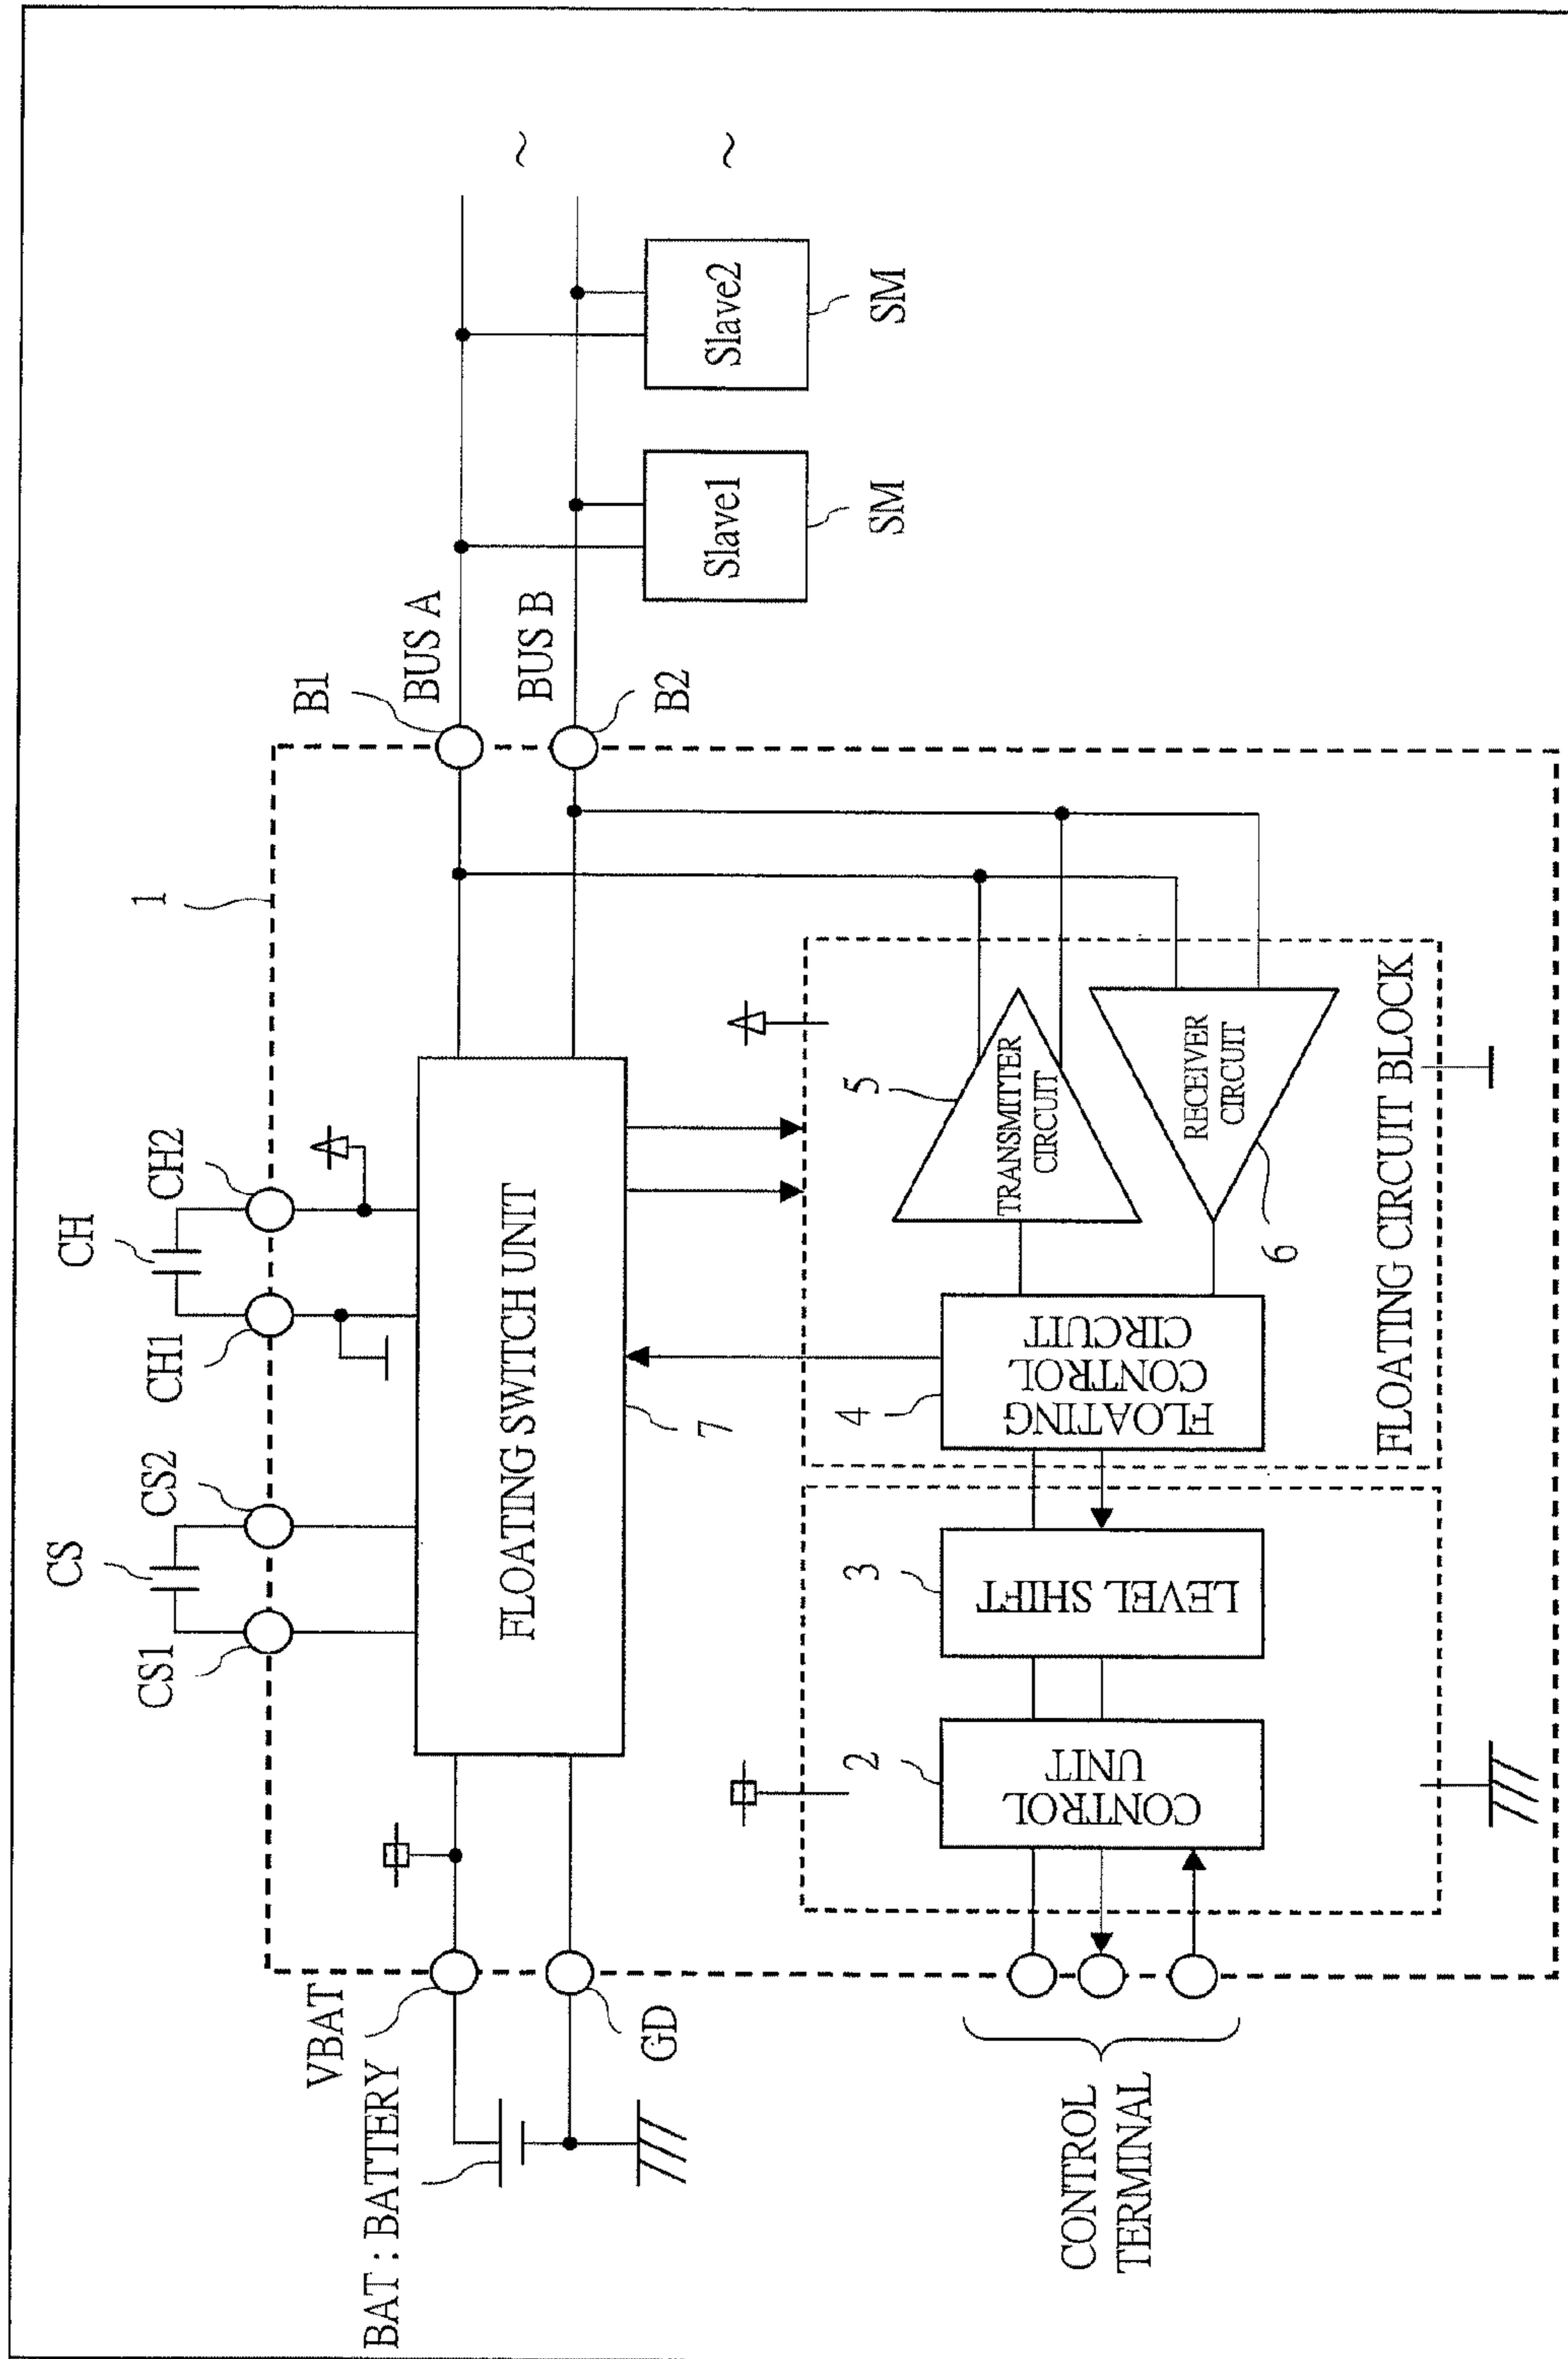 CS
CH
CS1
CS2
CH1
CH2
1
VBAT
BAT : BATTERY
GD
FLOATING SWITCH UNIT
7
B1
BUS A
BUS B
B2
Slave1
Slave2
SM
SM
~
~
CONTROL
TERMINAL
2
CONTROL
UNIT
3
LEVEL SHIFT
4
FLOATING
CONTROL
CIRCUIT
5
TRANSMITTER
CIRCUIT
RECEIVER
CIRCUIT
6
FLOATING CIRCUIT BLOCK